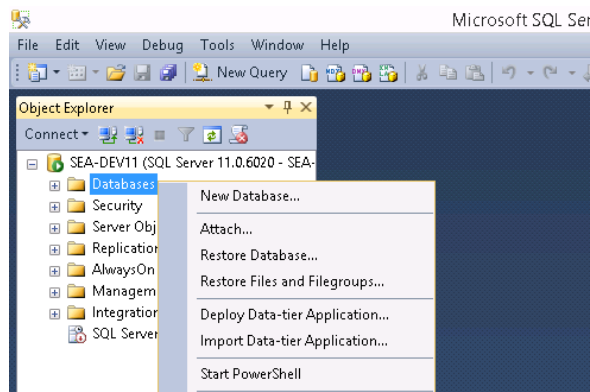 Microsoft SQL Ser
File Edit View Debug Tools Window Help
New Query
Object Explorer
Connect
SEA-DEV11 (SQL Server 11.0.6020 - SEA-
Databases
Security
Server Obj
Replication
AlwaysOn
Managem
Integration
SQL Server
New Database...
Attach...
Restore Database...
Restore Files and Filegroups...
Deploy Data-tier Application...
Import Data-tier Application...
Start PowerShell